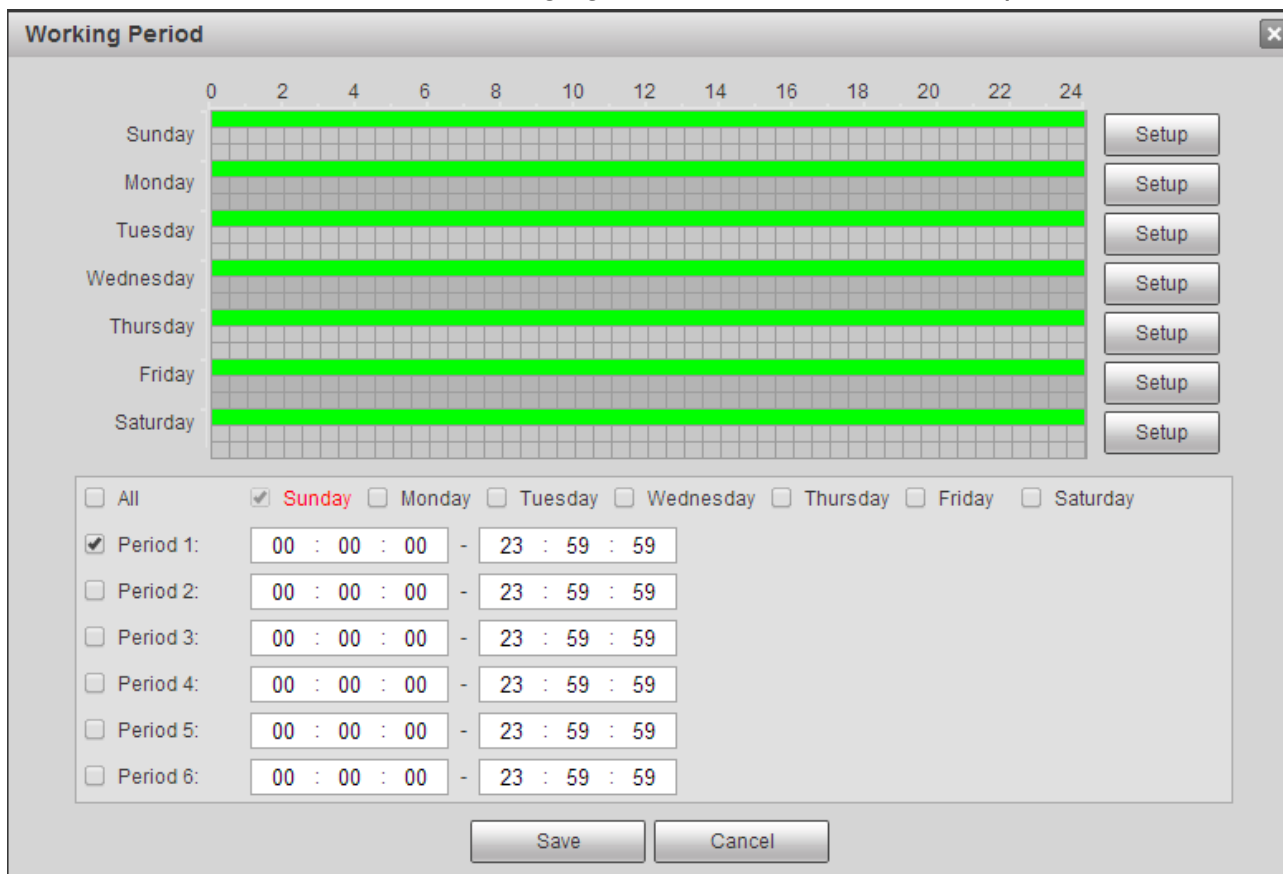 Working Period
0 2 4 6 8 10 12 14 16 18 20 22 24
Sunday Setup
Monday Setup
Tuesday Setup
Wednesday Setup
Thursday Setup
Friday Setup
Saturday Setup
All Sunday Monday Tuesday Wednesday Thursday Friday Saturday
Period 1: 00 : 00 : 00 - 23 : 59 : 59
Period 2: 00 : 00 : 00 - 23 : 59 : 59
Period 3: 00 : 00 : 00 - 23 : 59 : 59
Period 4: 00 : 00 : 00 - 23 : 59 : 59
Period 5: 00 : 00 : 00 - 23 : 59 : 59
Period 6: 00 : 00 : 00 - 23 : 59 : 59
Save Cancel